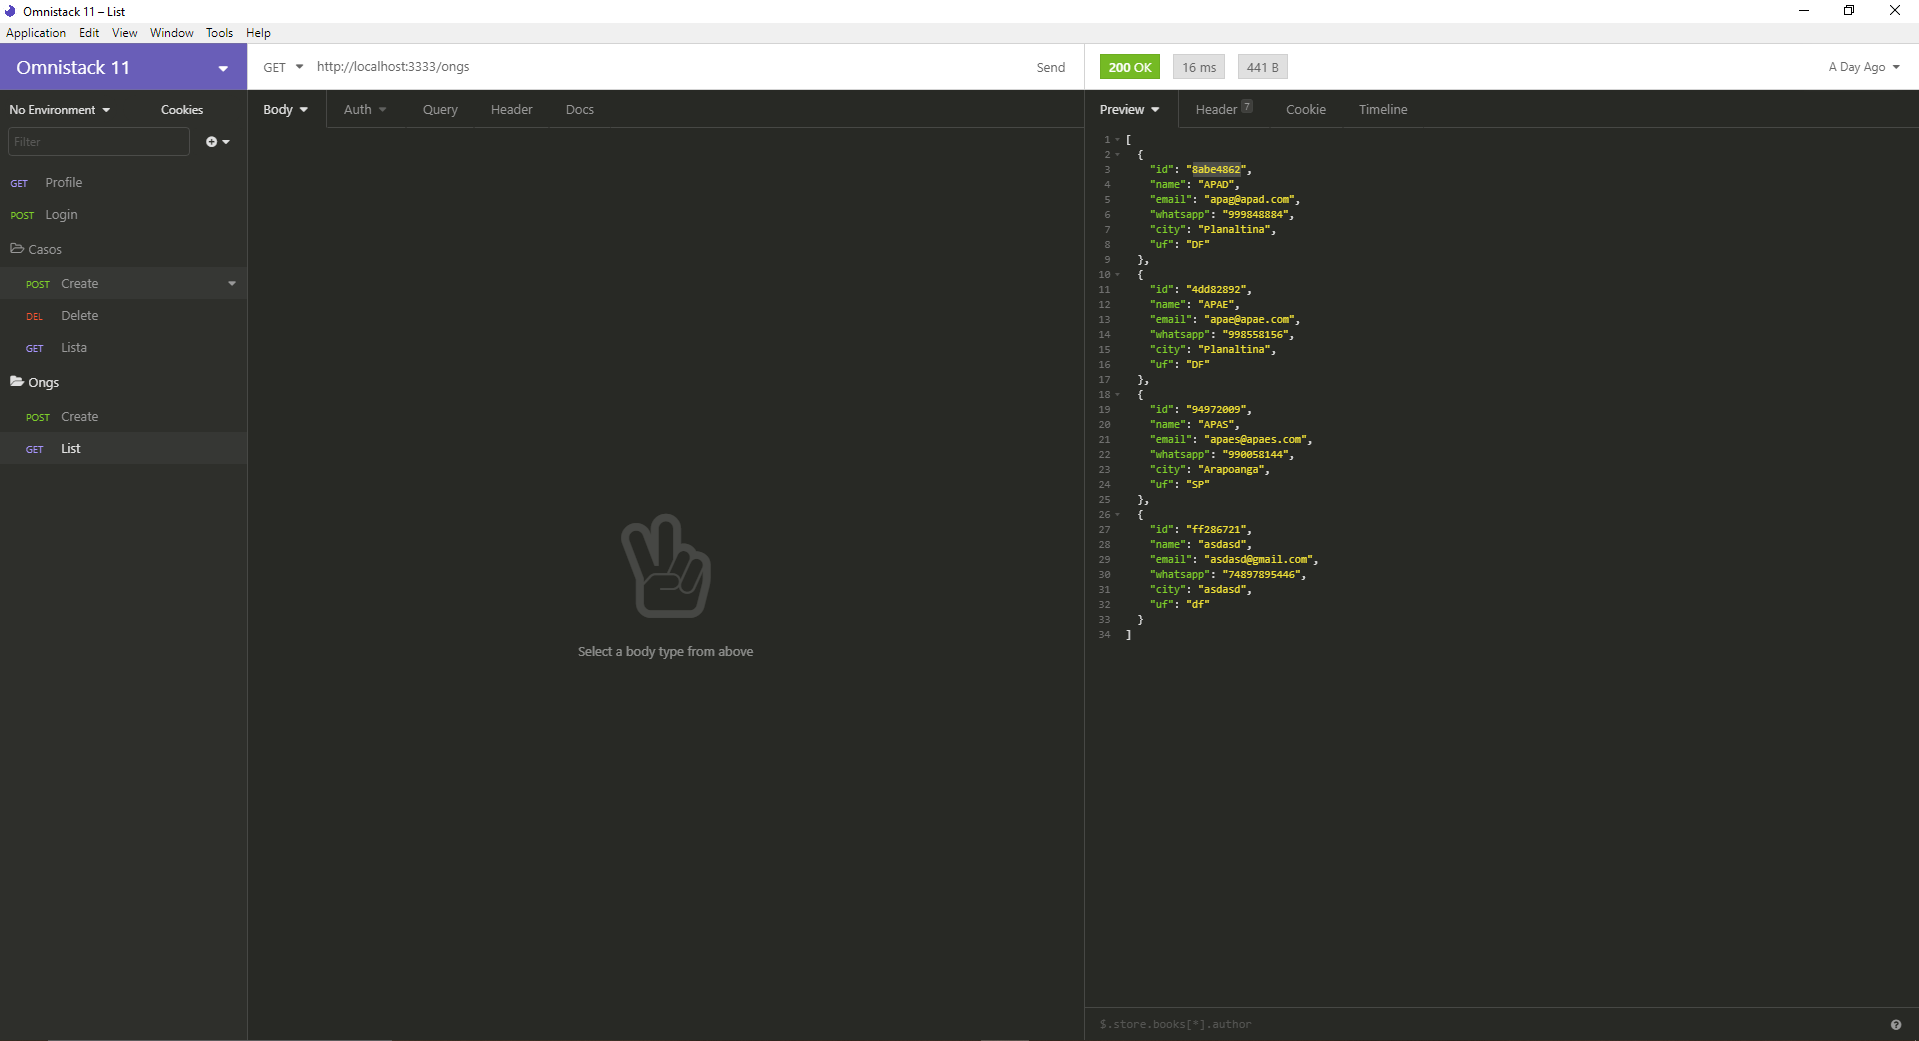 Omnistack 11 – List
Application Edit View Window Tools Help
Omnistack 11
GET http://localhost:3333/ongs Send
200 OK 16 ms 441 B A Day Ago
No Environment Cookies
Body Auth Query Header Docs
Preview Header 7 Cookie Timeline
Filter
GET Profile
POST Login
Casos
POST Create
DEL Delete
GET Lista
Ongs
POST Create
GET List
Select a body type from above
1 [
2 {
3 "id": "8abe4862",
4 "name": "APAD",
5 "email": "apag@apad.com",
6 "whatsapp": "999848884",
7 "city": "Planaltina",
8 "uf": "DF"
9 },
10 {
11 "id": "4dd82892",
12 "name": "APAE",
13 "email": "apae@apae.com",
14 "whatsapp": "998558156",
15 "city": "Planaltina",
16 "uf": "DF"
17 },
18 {
19 "id": "94972009",
20 "name": "APAS",
21 "email": "apaes@apaes.com",
22 "whatsapp": "990058144",
23 "city": "Arapoanga",
24 "uf": "SP"
25 },
26 {
27 "id": "ff286721",
28 "name": "asdasd",
29 "email": "asdasd@gmail.com",
30 "whatsapp": "74897895446",
31 "city": "asdasd",
32 "uf": "df"
33 }
34 ]
$.store.books[*].author